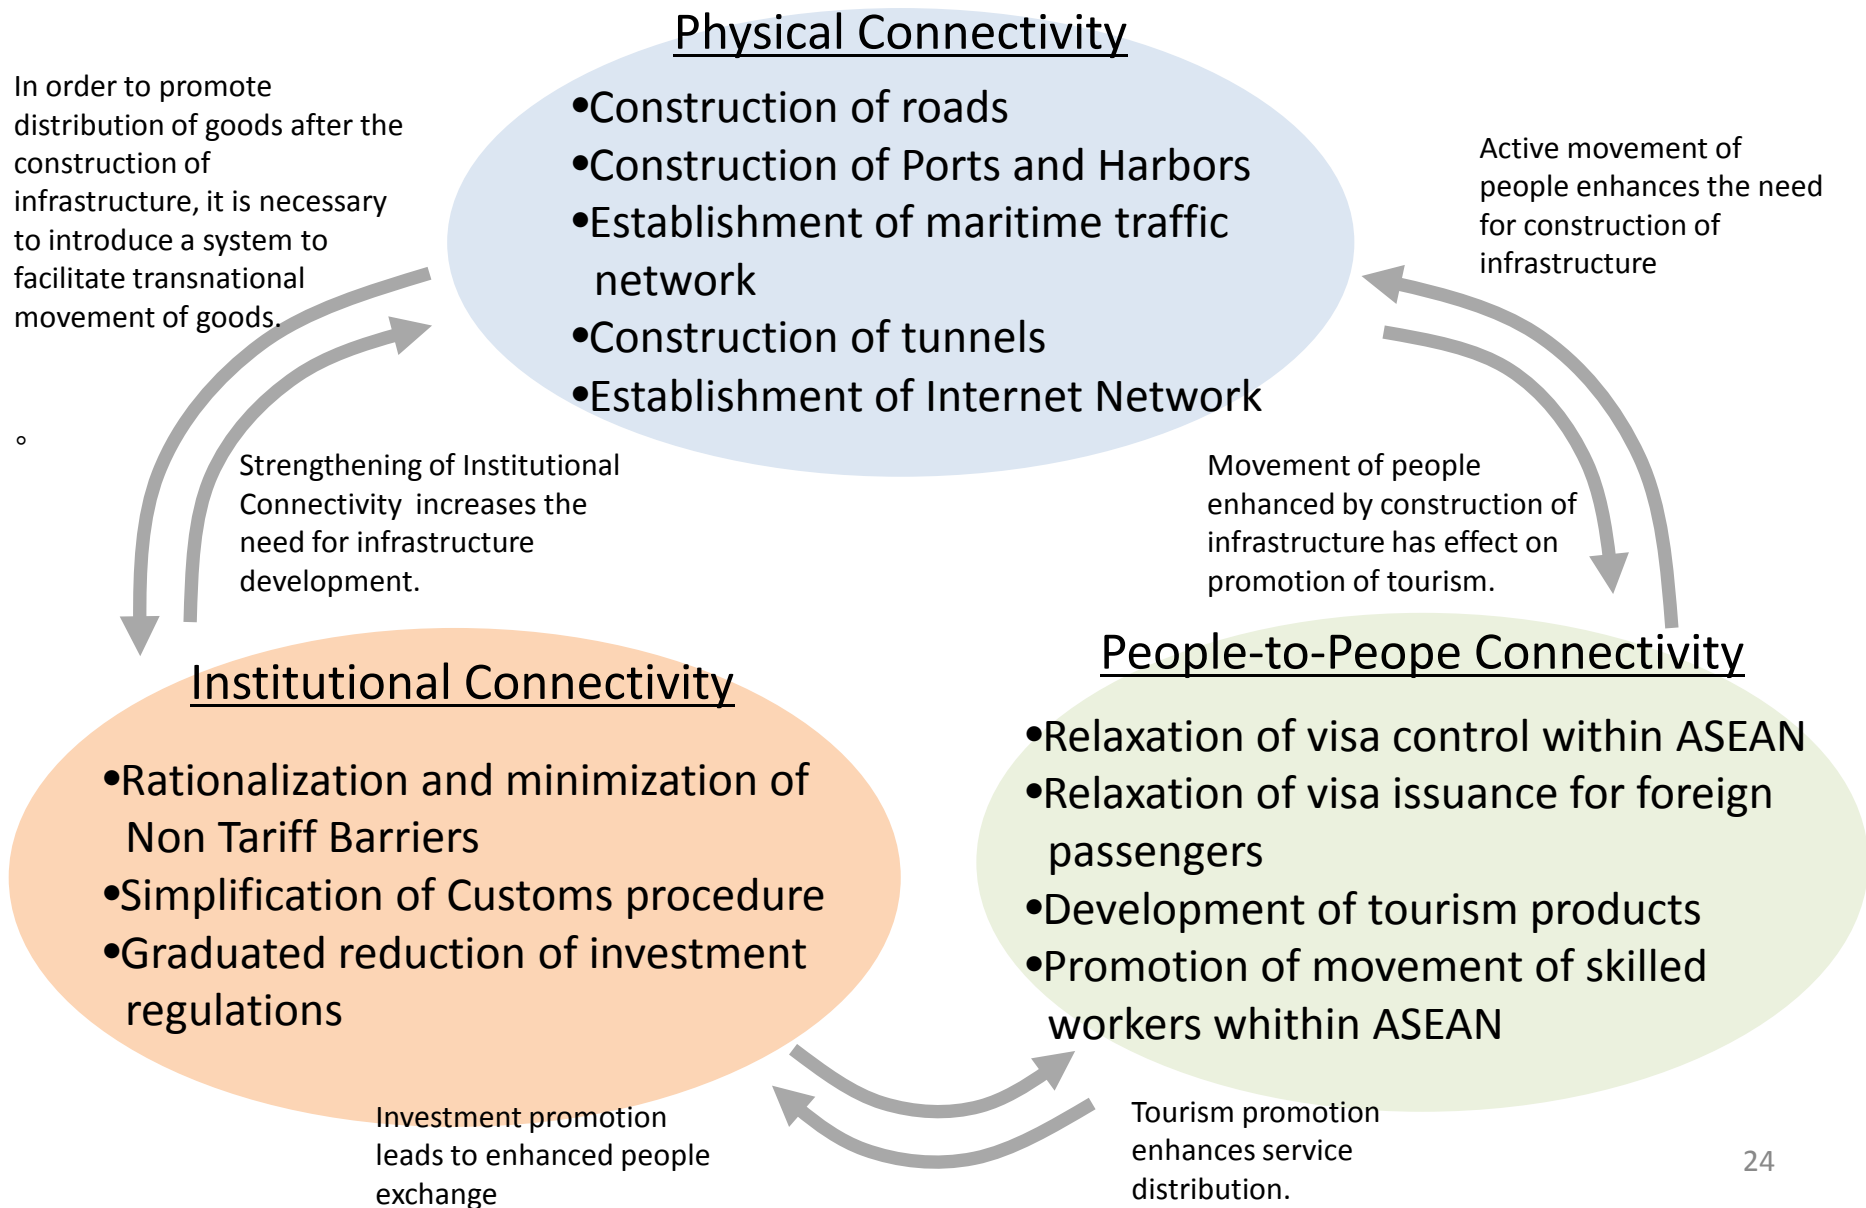 Physical Connectivity
•Construction of roads
•Construction of Ports and Harbors
•Establishment of maritime traffic
network
•Construction of tunnels
•Establishment of Internet Network
In order to promote
distribution of goods after the
construction of
infrastructure, it is necessary
to introduce a system to
facilitate transnational
movement of goods.
。
Active movement of
people enhances the need
for construction of
infrastructure
Strengthening of Institutional
Connectivity increases the
need for infrastructure
development.
Movement of people
enhanced by construction of
infrastructure has effect on
promotion of tourism.
Institutional Connectivity
•Rationalization and minimization of
Non Tariff Barriers
•Simplification of Customs procedure
•Graduated reduction of investment
regulations
People-to-Peope Connectivity
•Relaxation of visa control within ASEAN
•Relaxation of visa issuance for foreign
passengers
•Development of tourism products
•Promotion of movement of skilled
workers whithin ASEAN
Investment promotion
leads to enhanced people
exchange
Tourism promotion
enhances service
distribution.
24